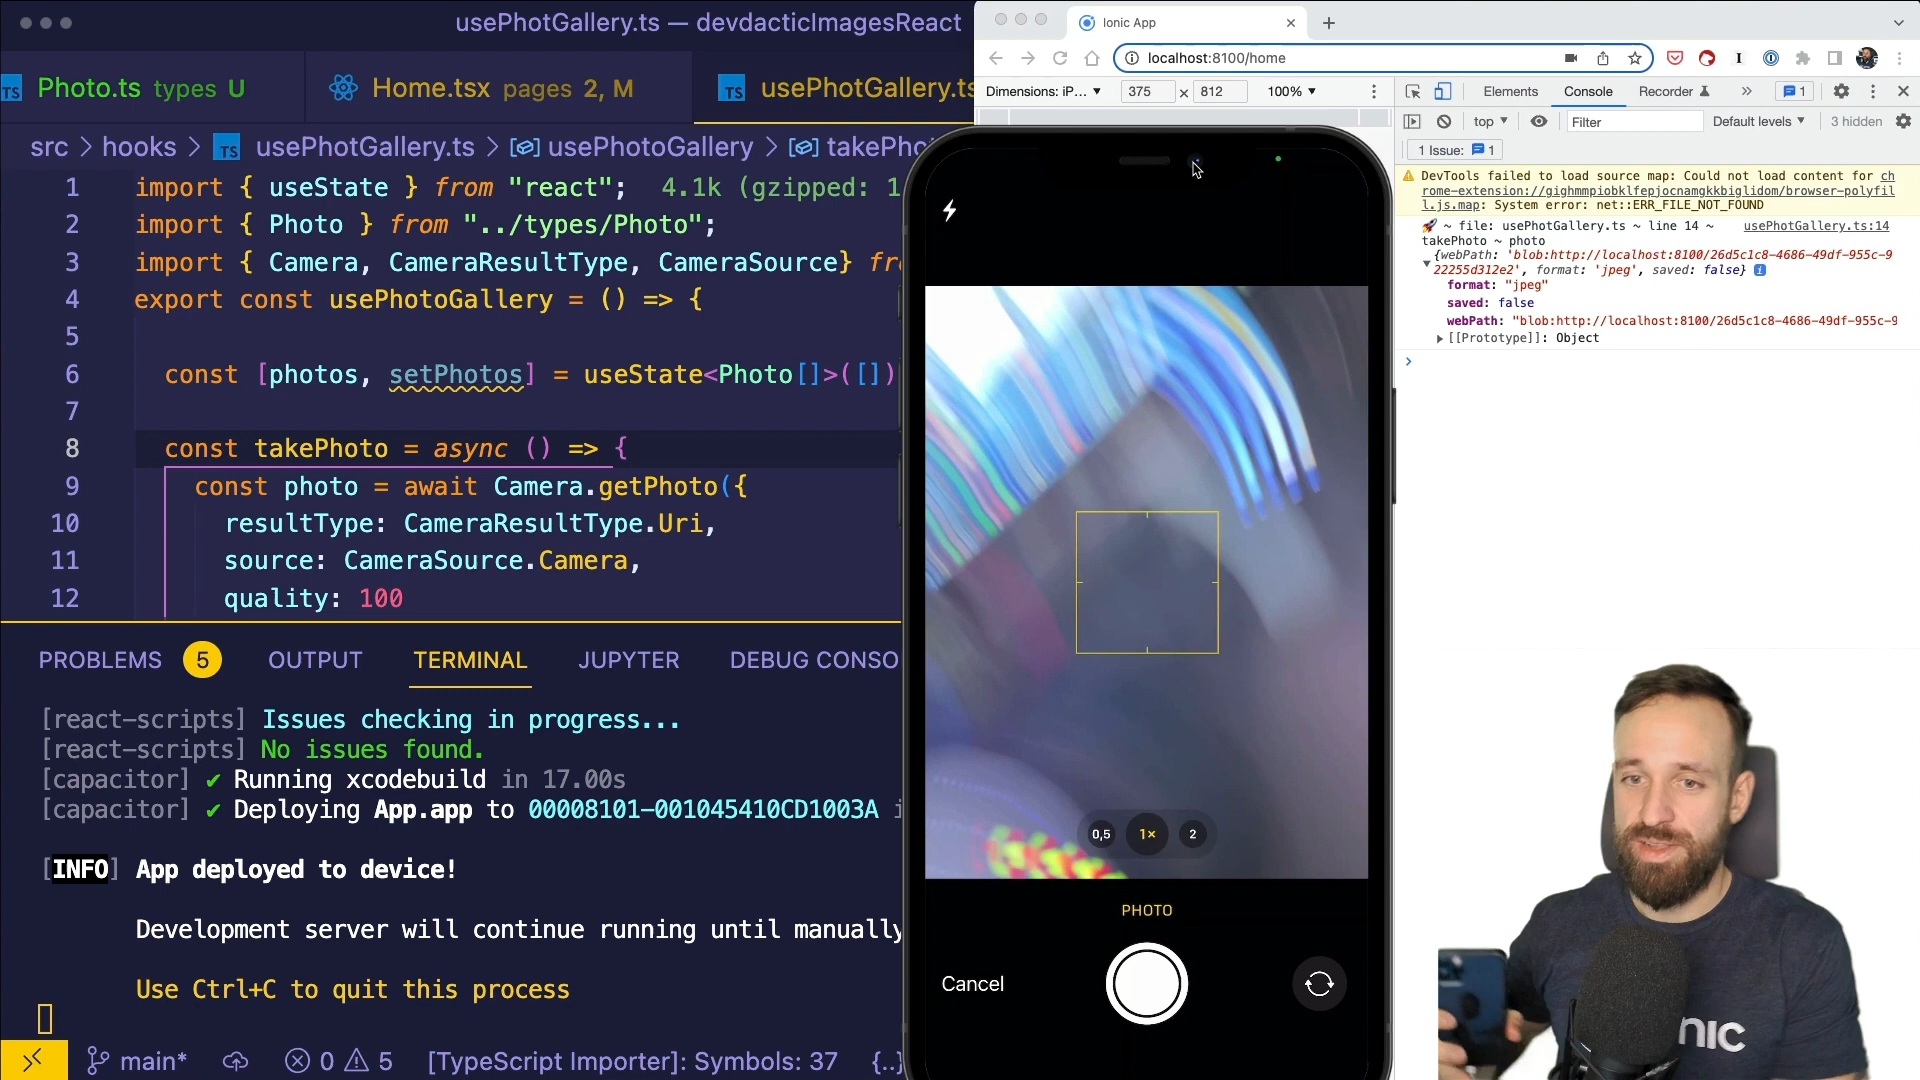 usePhotGallery.ts — devdacticImagesReact
TS Photo.ts types U
Home.tsx pages 2, M
TS usePhotGallery.ts
src > hooks > TS usePhotGallery.ts > usePhotoGallery > takePho
1 import { useState } from "react"; 4.1k (gzipped: 1
2 import { Photo } from "../types/Photo";
3 import { Camera, CameraResultType, CameraSource} fr
4 export const usePhotoGallery = () => {
5
6 const [photos, setPhotos] = useState<Photo[]>([])
7
8 const takePhoto = async () => {
9 const photo = await Camera.getPhoto({
10 resultType: CameraResultType.Uri,
11 source: CameraSource.Camera,
12 quality: 100
PROBLEMS 5 OUTPUT TERMINAL JUPYTER DEBUG CONSO
[react-scripts] Issues checking in progress...
[react-scripts] No issues found.
[capacitor] ✔ Running xcodebuild in 17.00s
[capacitor] ✔ Deploying App.app to 00008101-001045410CD1003A i
[INFO] App deployed to device!
Development server will continue running until manually
Use Ctrl+C to quit this process
main* 0 5 [TypeScript Importer]: Symbols: 37 {..}
Ionic App
localhost:8100/home
Dimensions: iP... 375 × 812 100%
Elements Console Recorder » 1
top Filter Default levels 3 hidden
1 Issue: 1
DevTools failed to load source map: Could not load content for ch
rome-extension://gighmmpiobklfepjocnamgkkbiglidom/browser-polyfil
l.js.map: System error: net::ERR_FILE_NOT_FOUND
🚀 ~ file: usePhotGallery.ts ~ line 14 ~ usePhotGallery.ts:14
takePhoto ~ photo
{webPath: 'blob:http://localhost:8100/26d5c1c8-4686-49df-955c-9
22255d312e2', format: 'jpeg', saved: false} i
format: "jpeg"
saved: false
webPath: "blob:http://localhost:8100/26d5c1c8-4686-49df-955c-9
[[Prototype]]: Object
0,5 1× 2
PHOTO
Cancel
nic